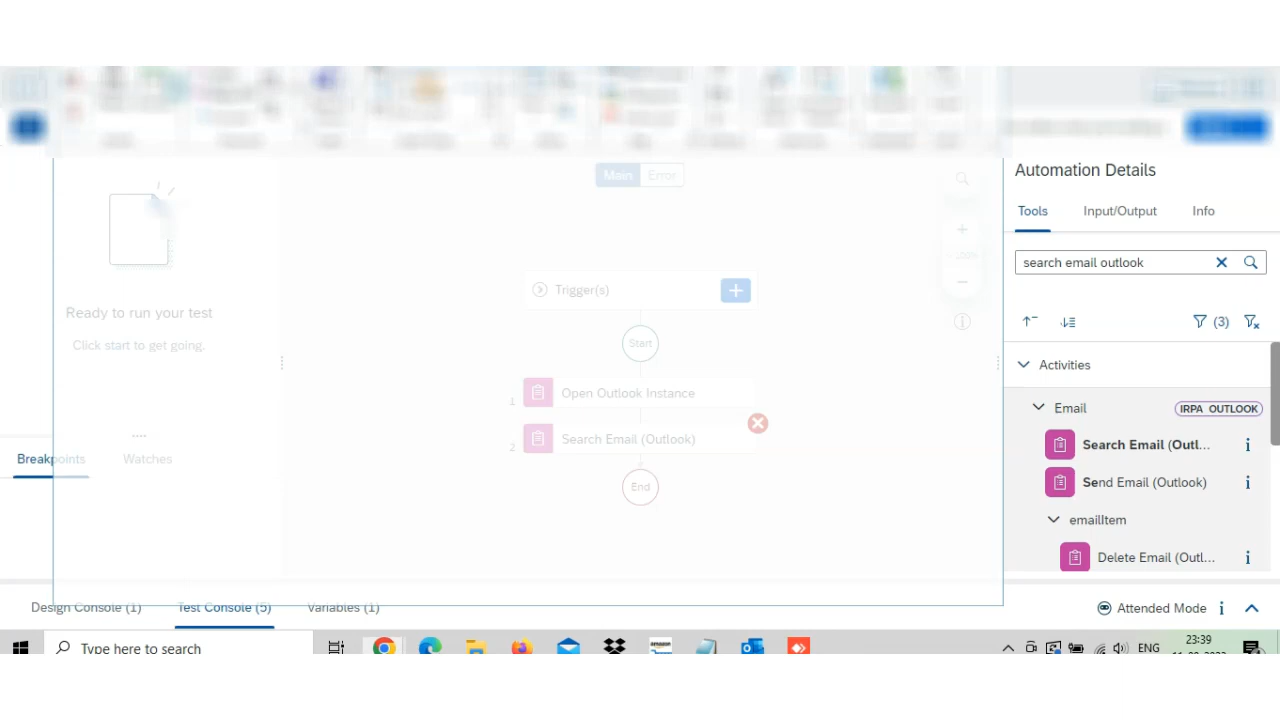 Main Error
Automation Details
Tools Input/Output Info
search email outlook
Trigger(s)
Ready to run your test
Click start to get going.
(3)
Start
Activities
1 Open Outlook Instance
Email IRPA OUTLOOK
2 Search Email (Outlook)
Search Email (Outl...
Breakpoints Watches
End
Send Email (Outlook)
emailItem
Delete Email (Outl...
Design Console (1) Test Console (5) Variables (1)
Attended Mode
Type here to search
ENG
23:39